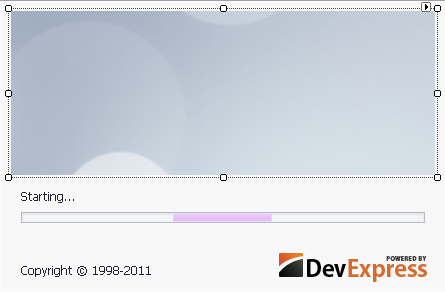 Starting...
Copyright © 1998-2011
POWERED BY
DevExpress